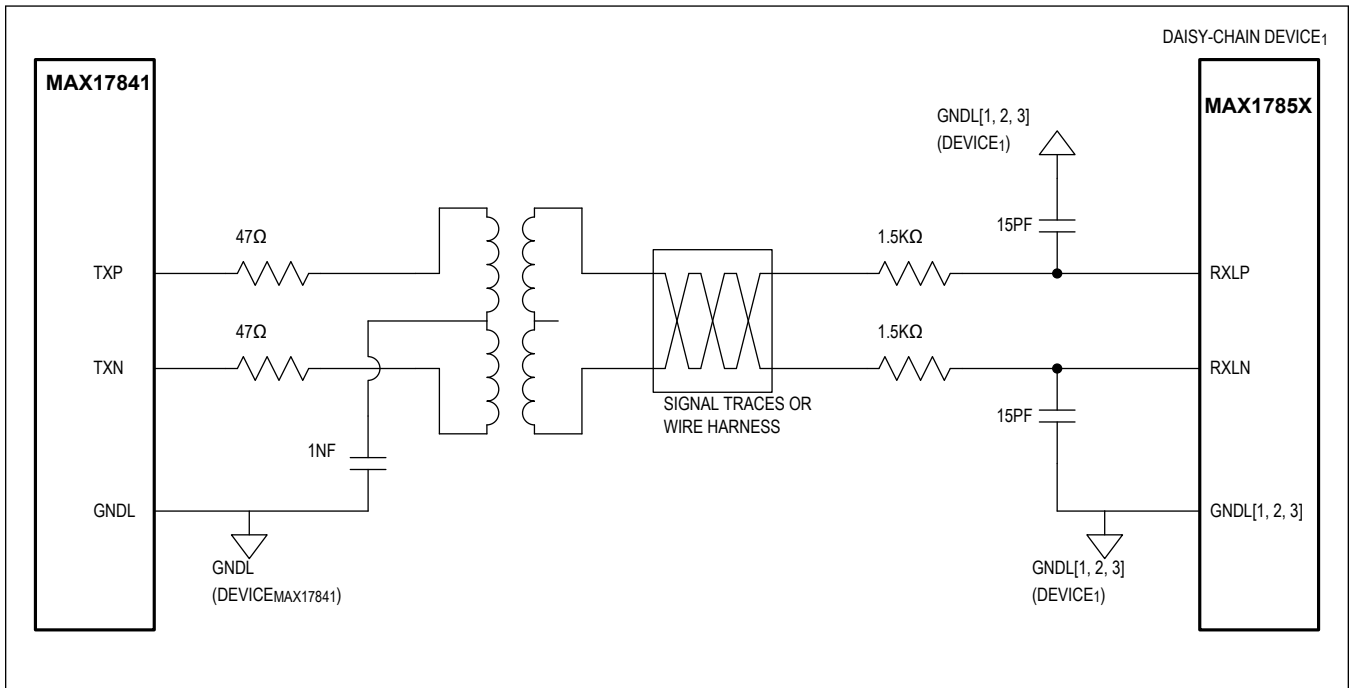 DAISY-CHAIN DEVICE1
MAX17841
MAX1785X
GNDL[1, 2, 3]
(DEVICE1)
15PF
47Ω
1.5KΩ
TXP
RXLP
47Ω
1.5KΩ
TXN
RXLN
SIGNAL TRACES OR
WIRE HARNESS
15PF
1NF
GNDL
GNDL[1, 2, 3]
GNDL
(DEVICEMAX17841)
GNDL[1, 2, 3]
(DEVICE1)